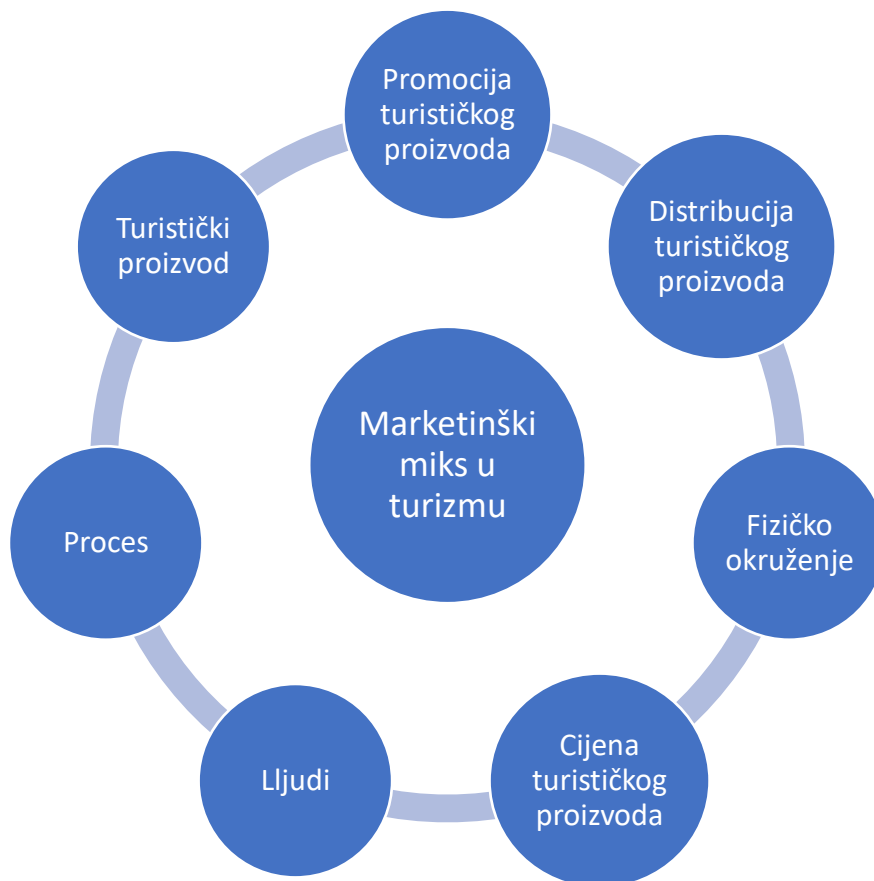 Promocija
turističkog
proizvoda
Distribucija
turističkog
proizvoda
Fizičko
okruženje
Cijena
turističkog
proizvoda
Lljudi
Proces
Turistički
proizvod
Marketinški
miks u
turizmu